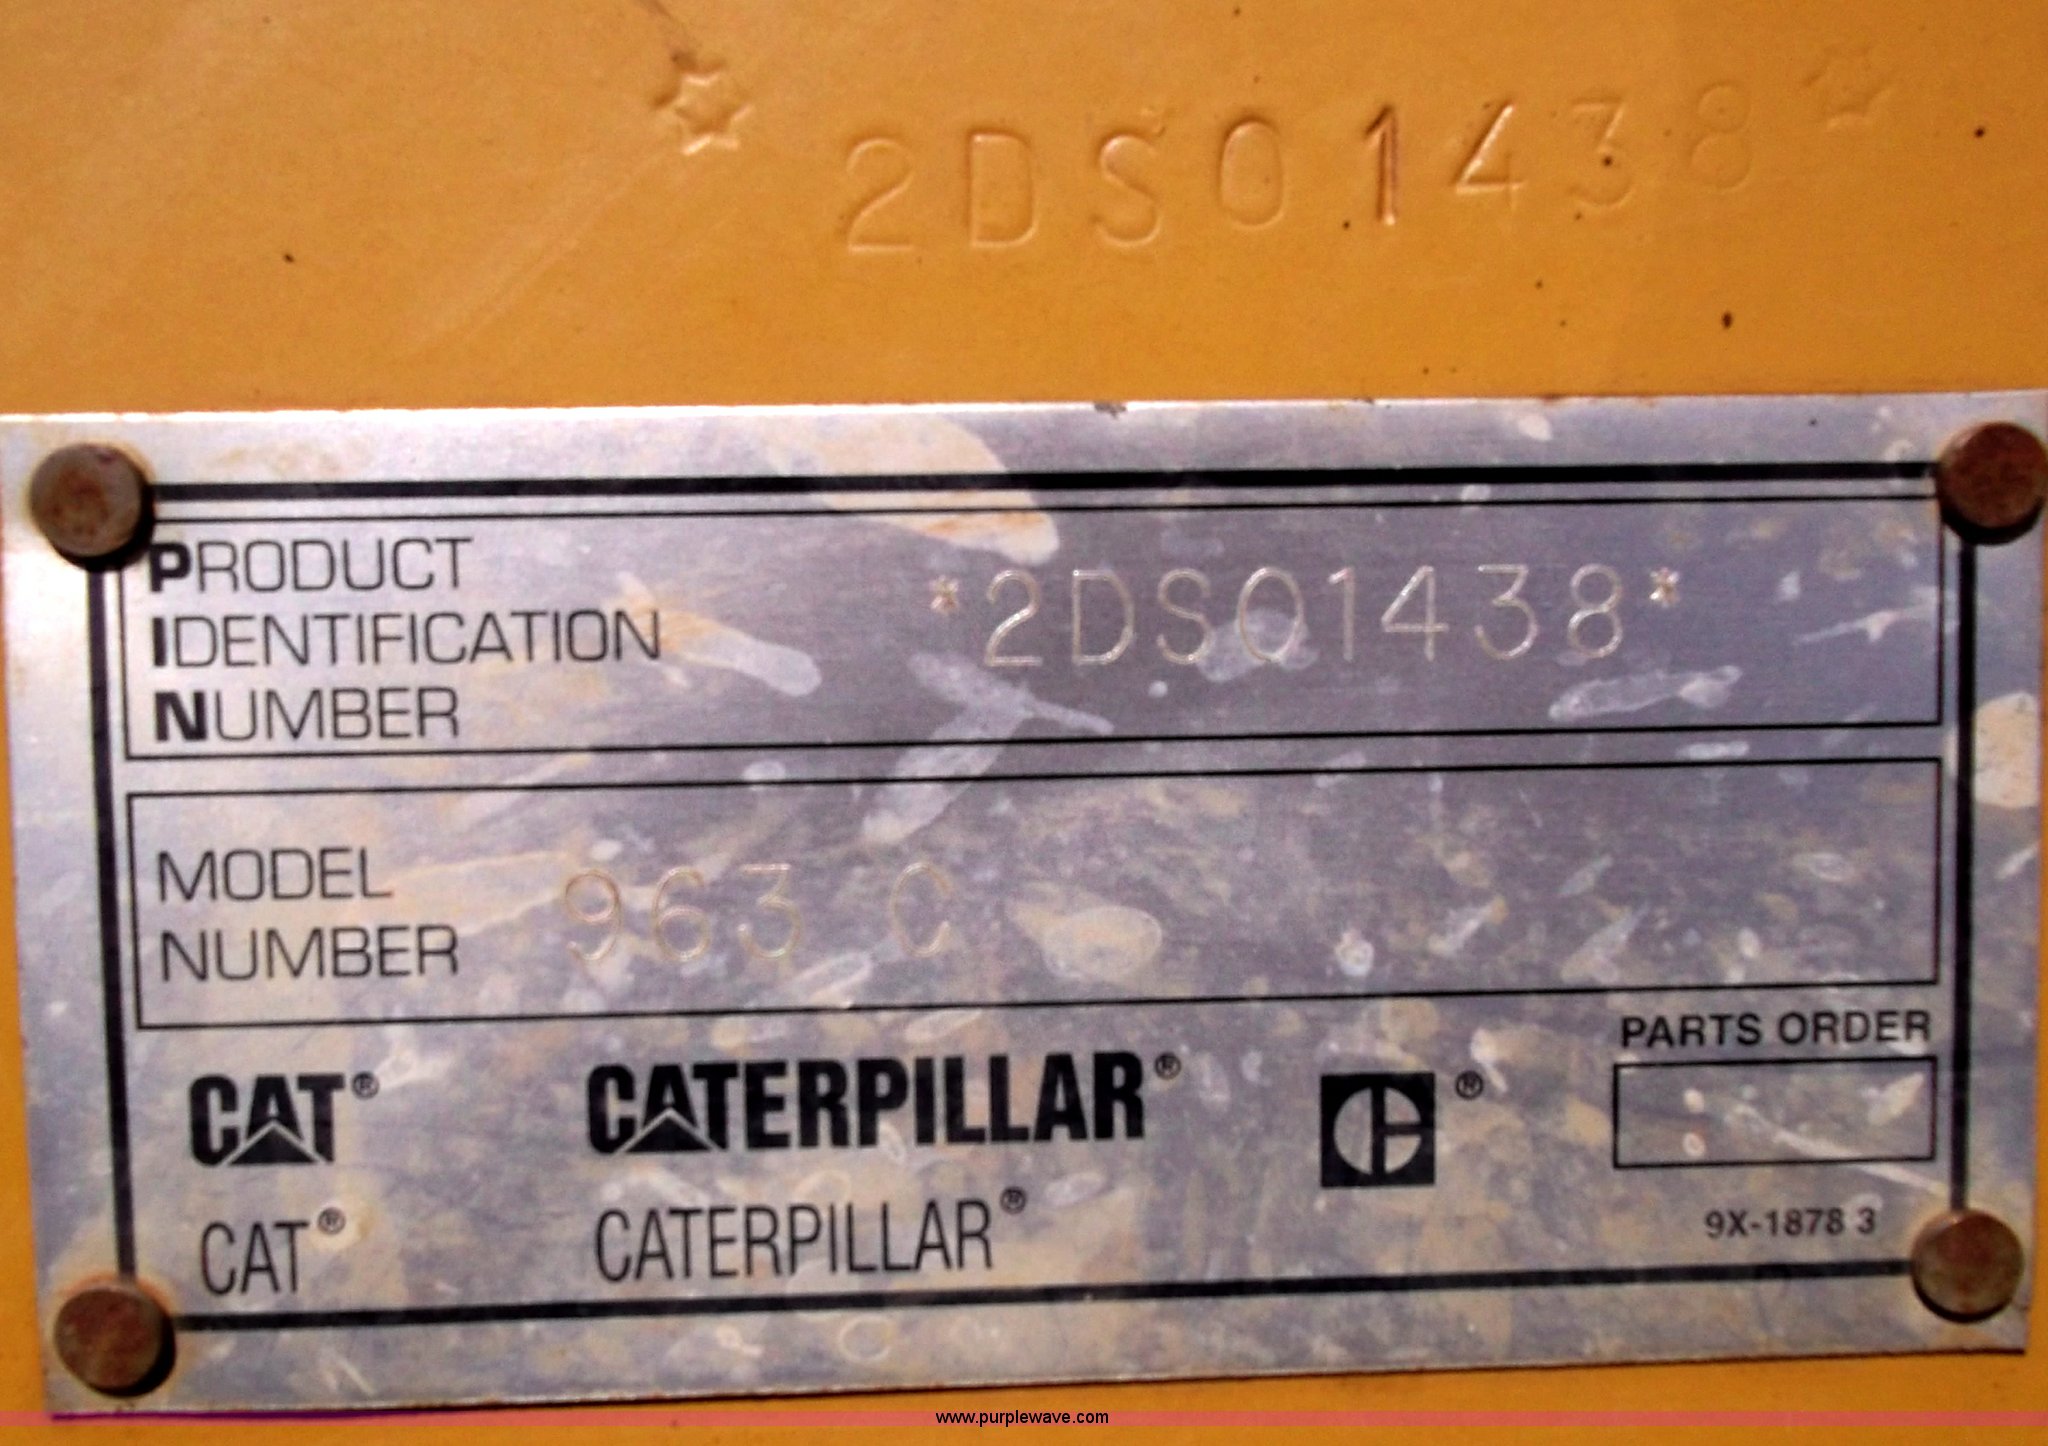 *2DS01438*
PRODUCT
IDENTIFICATION
NUMBER
*2DS01438*
MODEL
NUMBER
963 C
PARTS ORDER
CAT® CATERPILLAR® ®
CAT® CATERPILLAR®
9X-1878 3
www.purplewave.com